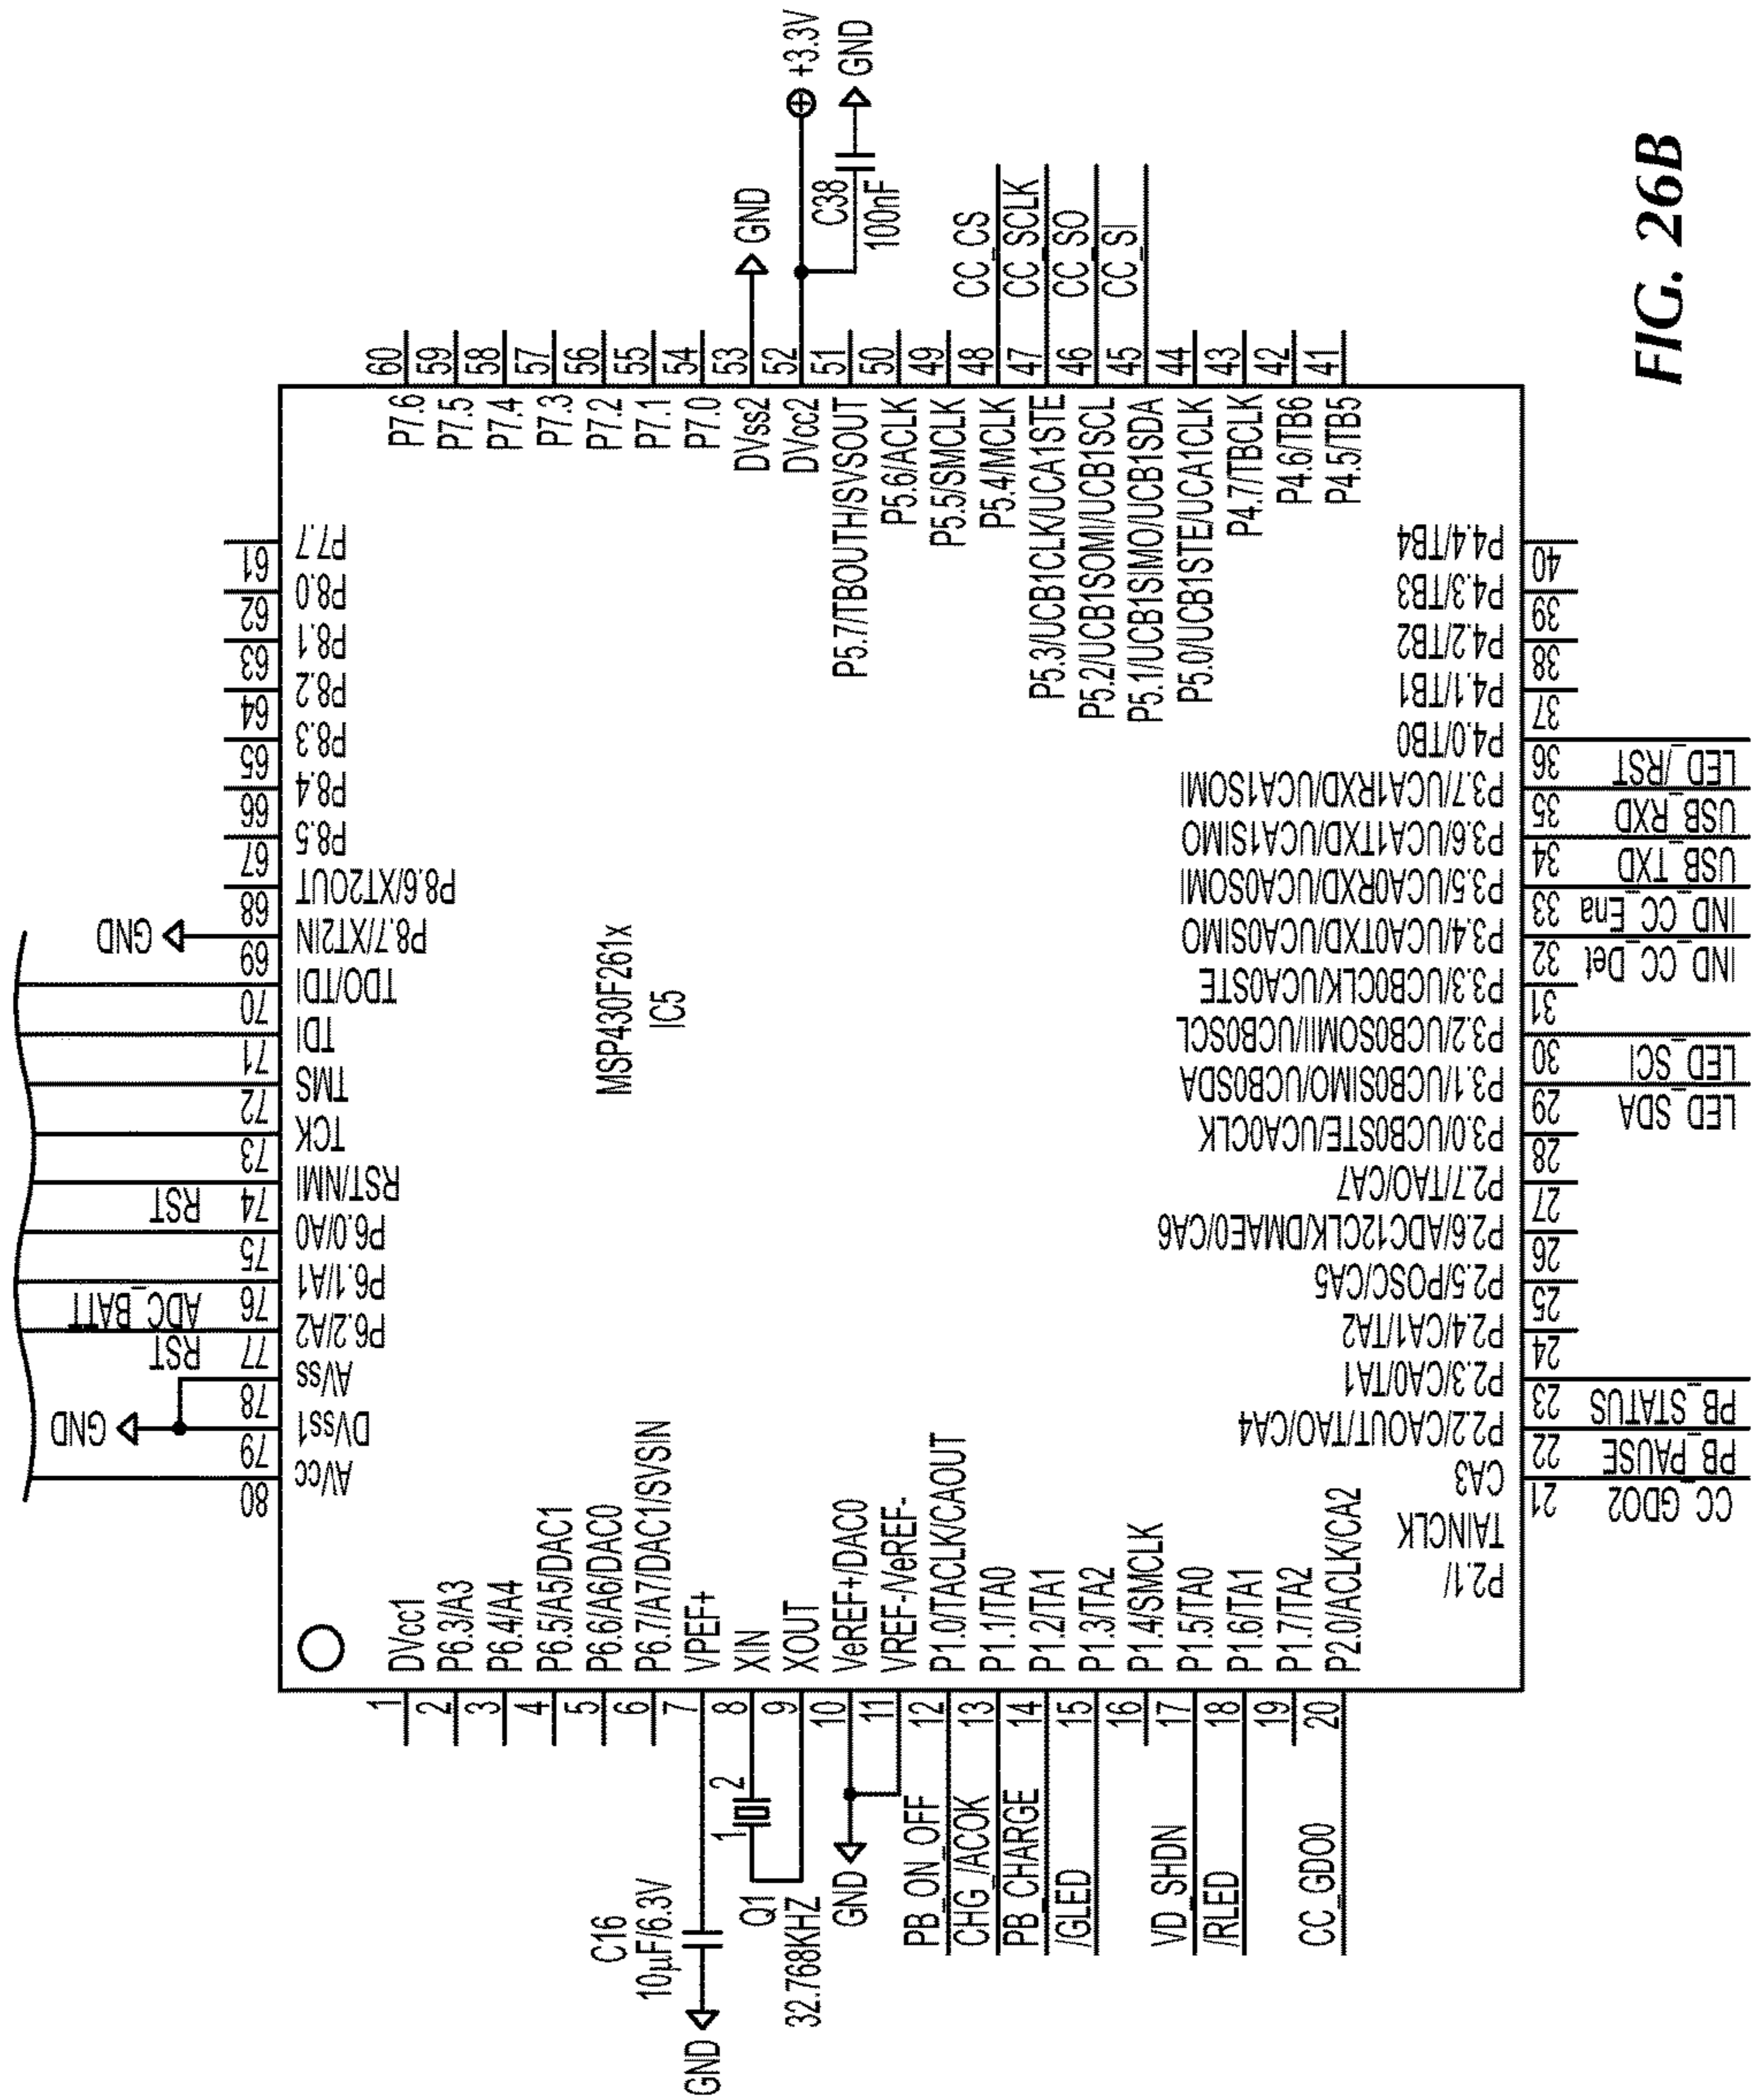 FIG. 26B
MSP430F261x
IC5
1 DVcc1
2 P6.3/A3
3 P6.4/A4
4 P6.5/A5/DAC1
5 P6.6/A6/DAC0
6 P6.7/A7/DAC1/SVSIN
7 VPEF+
8 XIN
9 XOUT
10 VeREF+/DAC0
11 VREF-/VeREF-
12 P1.0/TACLK/CAOUT
13 P1.1/TA0
14 P1.2/TA1
15 P1.3/TA2
16 P1.4/SMCLK
17 P1.5/TA0
18 P1.6/TA1
19 P1.7/TA2
20 P2.0/ACLK/CA2
GND
C16
10µF/6.3V
Q1
32.768KHZ
1 2
GND
PB_ON_OFF
CHG_/ACOK
PB_CHARGE
/GLED
VD_SHDN
/RLED
CC_GDO0
P2.1/
TAINCLK
CA3
21 CC_GDO2
P2.2/CAOUT/TAO/CA4 22 PB_PAUSE
P2.3/CA0/TA1 23 PB_STATUS
P2.4/CA1/TA2 24
P2.5/POSC/CA5 25
P2.6/ADC12CLK/DMAE0/CA6 26
P2.7/TAO/CA7 27
P3.0/UCB0STE/UCA0CLK 28
P3.1/UCB0SIMO/UCB0SDA 29 LED_SDA
P3.2/UCB0SOMII/UCB0SCL 30 LED_SCI
P3.3/UCB0CLK/UCA0STE 31
P3.4/UCA0TXD/UCA0SIMO 32 IND_CC_Det
P3.5/UCA0RXD/UCA0SOMI 33 IND_CC_Ena
P3.6/UCA1TXD/UCA1SIMO 34 USB_TXD
P3.7/UCA1RXD/UCA1SOMI 35 USB_RXD
P4.0/TB0 36 LED_/RST
P4.1/TB1 37
P4.2/TB2 38
P4.3/TB3 39
P4.4/TB4 40
P4.5/TB5 41
P4.6/TB6 42
P4.7/TBCLK 43
P5.0/UCB1STE/UCA1CLK 44
P5.1/UCB1SIMO/UCB1SDA 45 CC_SI
P5.2/UCB1SOMI/UCB1SCL 46 CC_SO
P5.3/UCB1CLK/UCA1STE 47 CC_SCLK
P5.4/MCLK 48 CC_CS
P5.5/SMCLK 49
P5.6/ACLK 50
P5.7/TBOUTH/SVSOUT 51
DVcc2 52 +3.3V
DVss2 53 GND
C38
100nF
GND
P7.0 54
P7.1 55
P7.2 56
P7.3 57
P7.4 58
P7.5 59
P7.6 60
61 P7.7
62 P8.0
63 P8.1
64 P8.2
65 P8.3
66 P8.4
67 P8.5
68 P8.6/XT2OUT
GND 69 P8.7/XT2IN
70 TDO/TDI
71 TDI
72 TMS
73 TCK
RST 74 RST/NMI
75 P6.0/A0
ADC_BATT 76 P6.1/A1
RST 77 P6.2/A2
78 AVss
GND 79 DVss1
80 AVcc